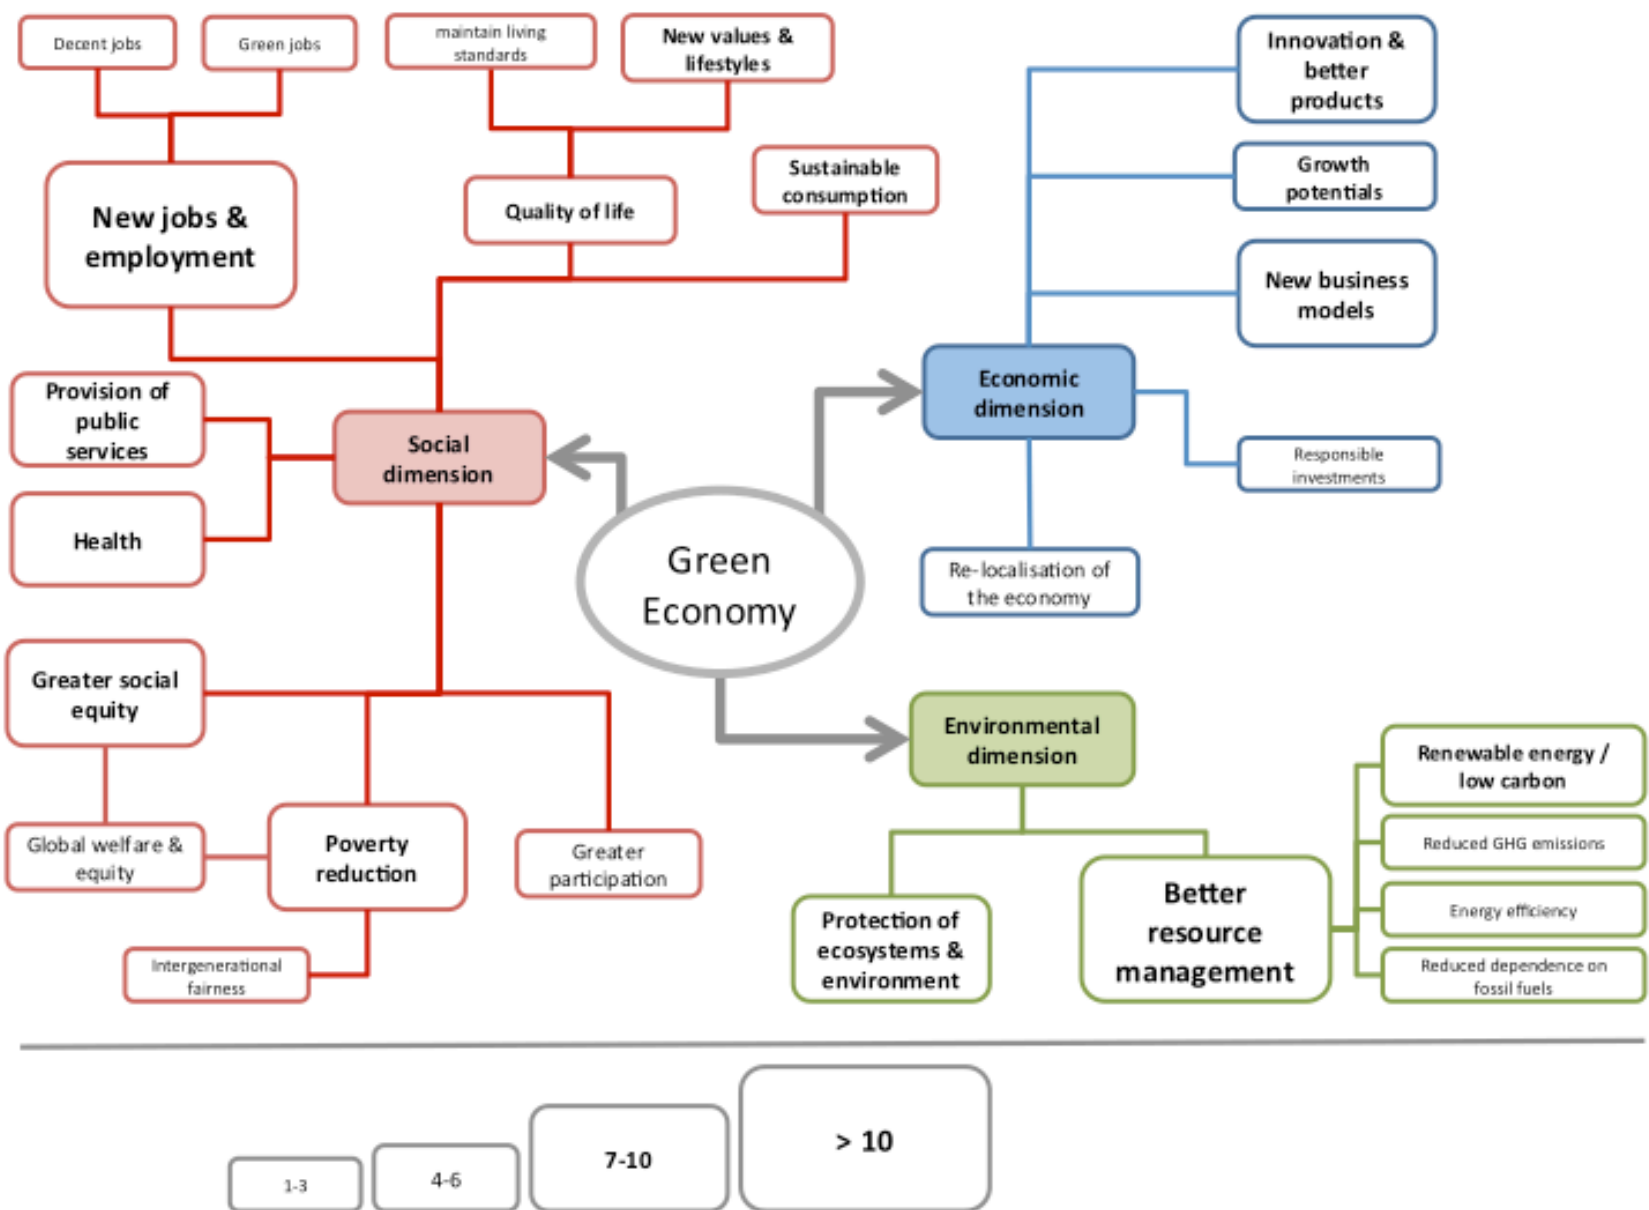 Decent jobs
Green jobs
maintain living
standards
New values &
lifestyles
New jobs &
employment
Quality of life
Sustainable
consumption
Innovation &
better
products
Growth
potentials
New business
models
Provision of
public
services
Health
Social
dimension
Economic
dimension
Responsible
investments
Green
Economy
Re-localisation of
the economy
Greater social
equity
Global welfare &
equity
Poverty
reduction
Greater
participation
Intergenerational
fairness
Environmental
dimension
Protection of
ecosystems &
environment
Better
resource
management
Renewable energy /
low carbon
Reduced GHG emissions
Energy efficiency
Reduced dependence on
fossil fuels
1-3
4-6
7-10
> 10